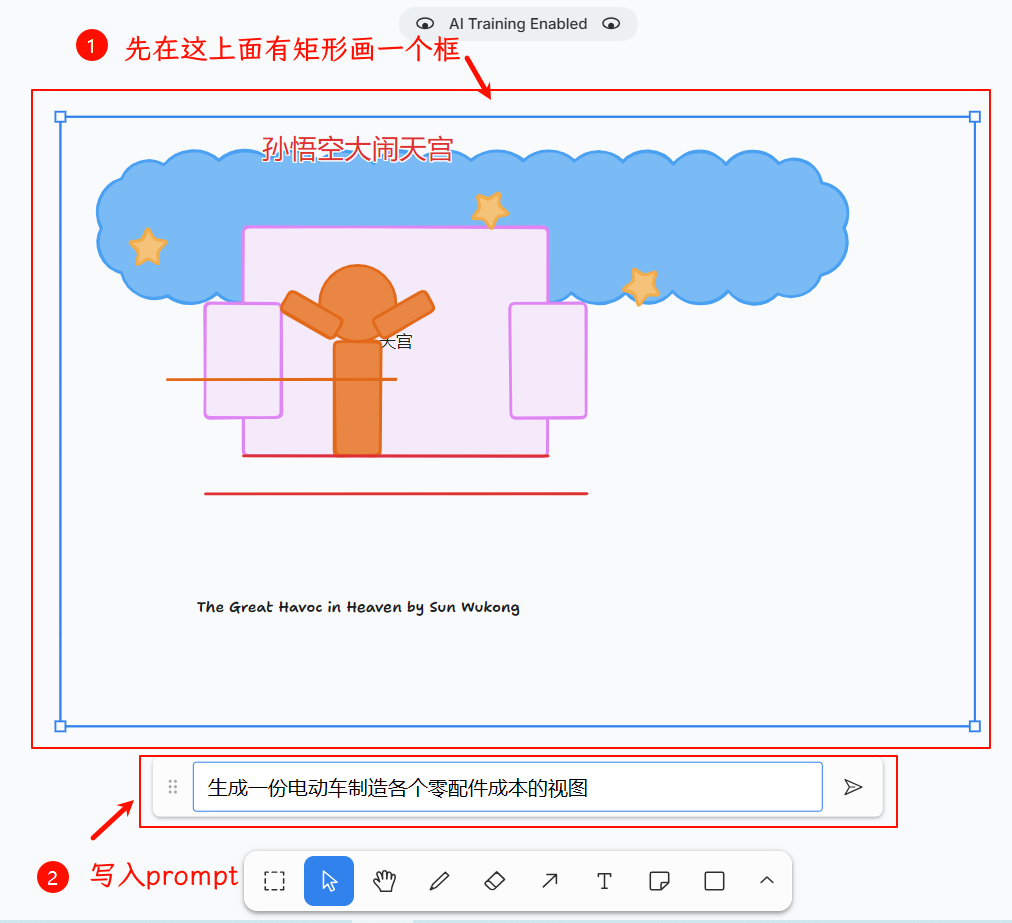 AI Training Enabled
1 先在这上面有矩形画一个框
孙悟空大闹天宫
天宫
The Great Havoc in Heaven by Sun Wukong
生成一份电动车制造各个零配件成本的视图
2 写入prompt
T